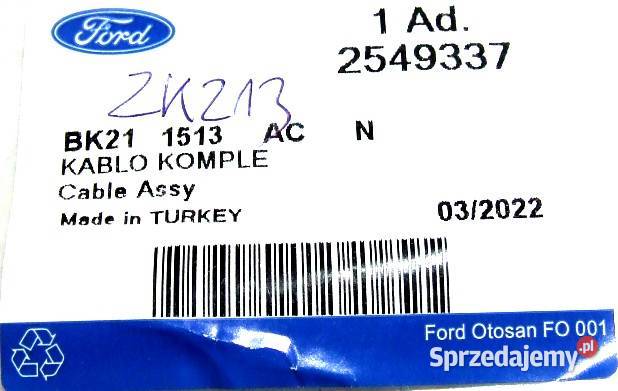 Ford
1 Ad.
2549337
ZK213
BK21 1513 AC N
KABLO KOMPLE
Cable Assy
Made in TURKEY
03/2022
Ford Otosan FO 001
Sprzedajemy.pl